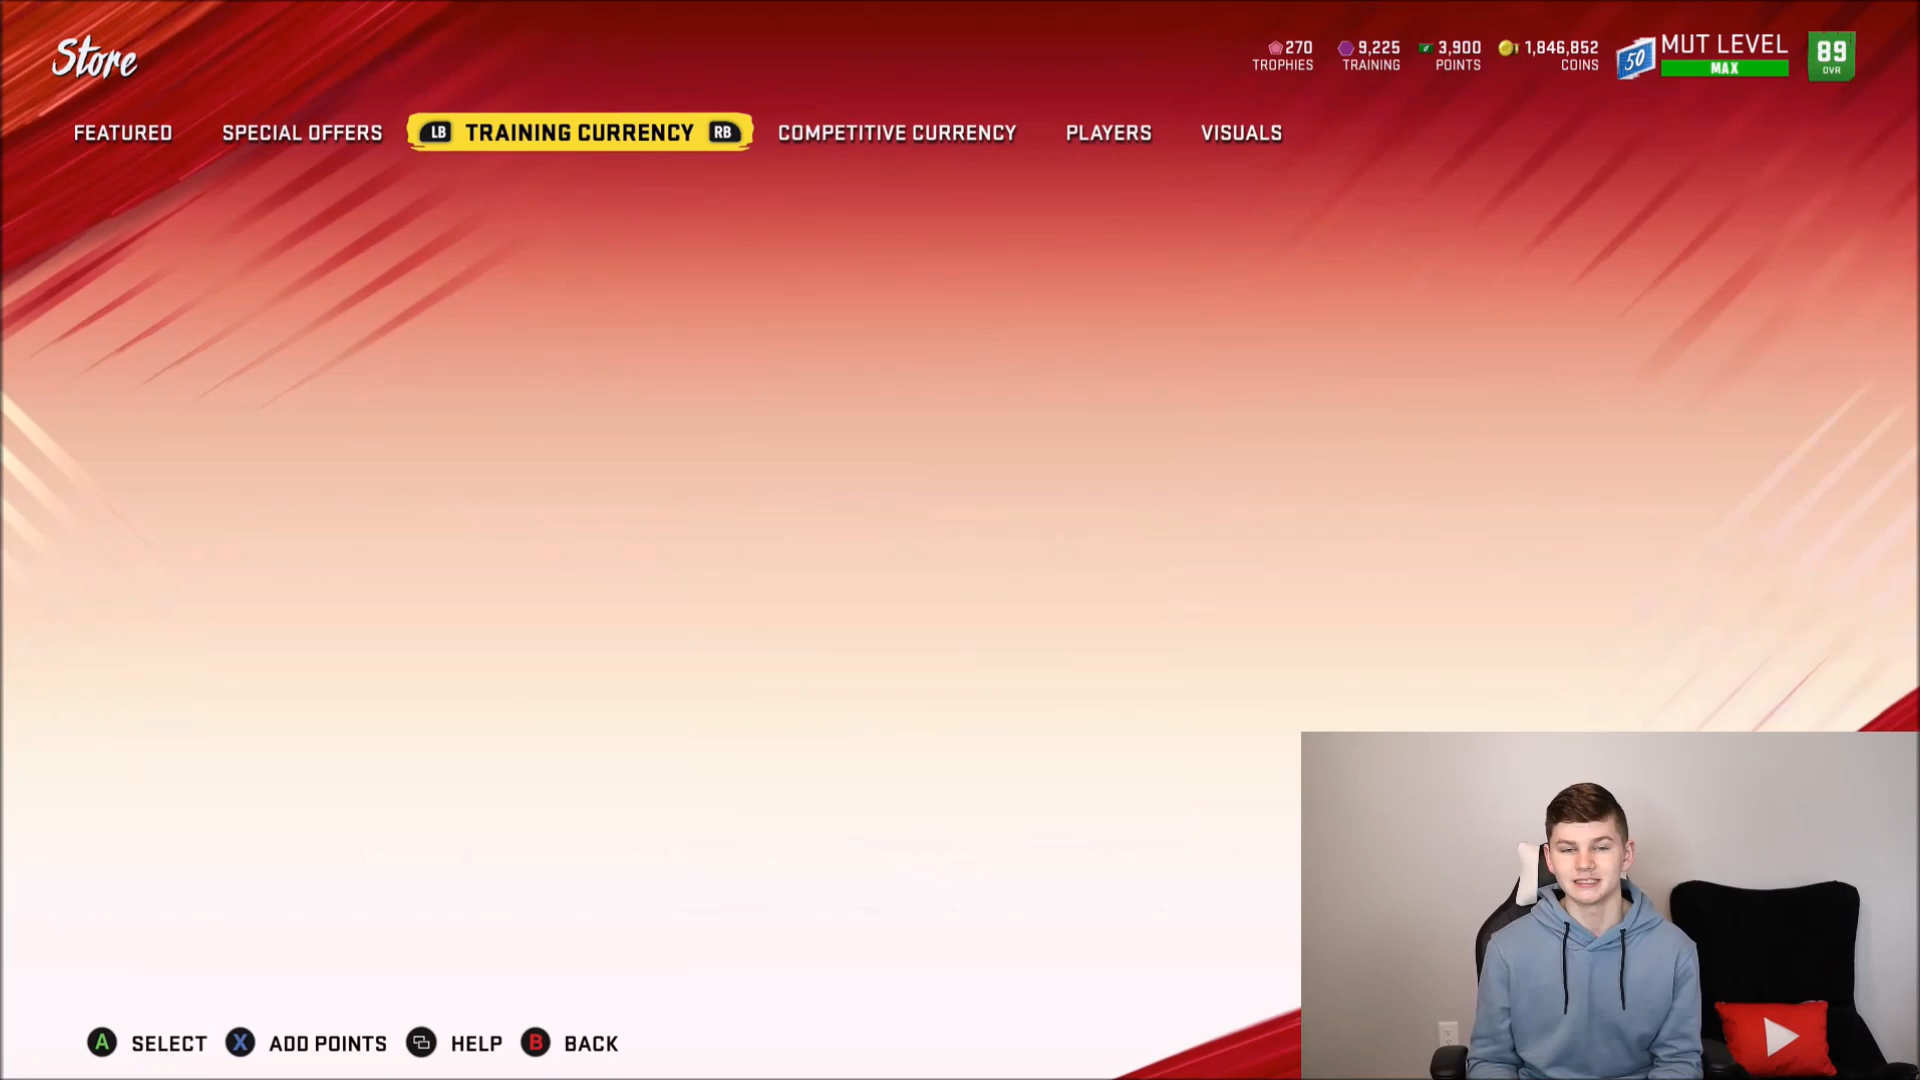 Store
270 TROPHIES
9,225 TRAINING
3,900 POINTS
1,846,852 COINS
50
MUT LEVEL
MAX
89
OVR
FEATURED
SPECIAL OFFERS
LB TRAINING CURRENCY RB
COMPETITIVE CURRENCY
PLAYERS
VISUALS
A SELECT X ADD POINTS HELP B BACK